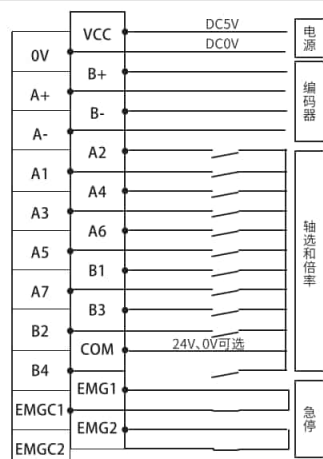 VCC
DC5V
0V
DC0V
电源
B+
A+
B-
A-
编码器
A2
A1
A4
A3
A6
A5
B1
A7
B3
B2
COM
24V、0V可选
B4
轴选和倍率
EMG1
EMGC1
EMG2
EMGC2
急停